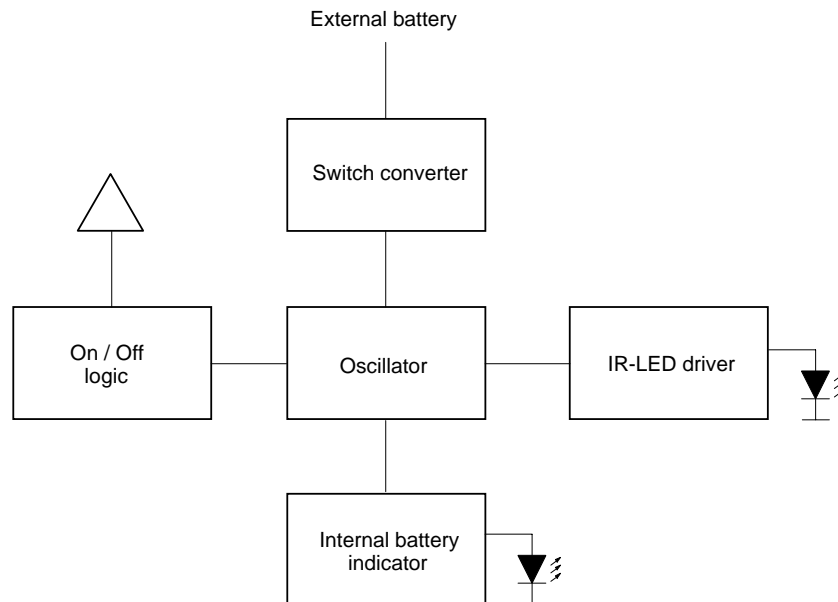 External battery
Switch converter
On / Off
logic
Oscillator
IR-LED driver
Internal battery
indicator